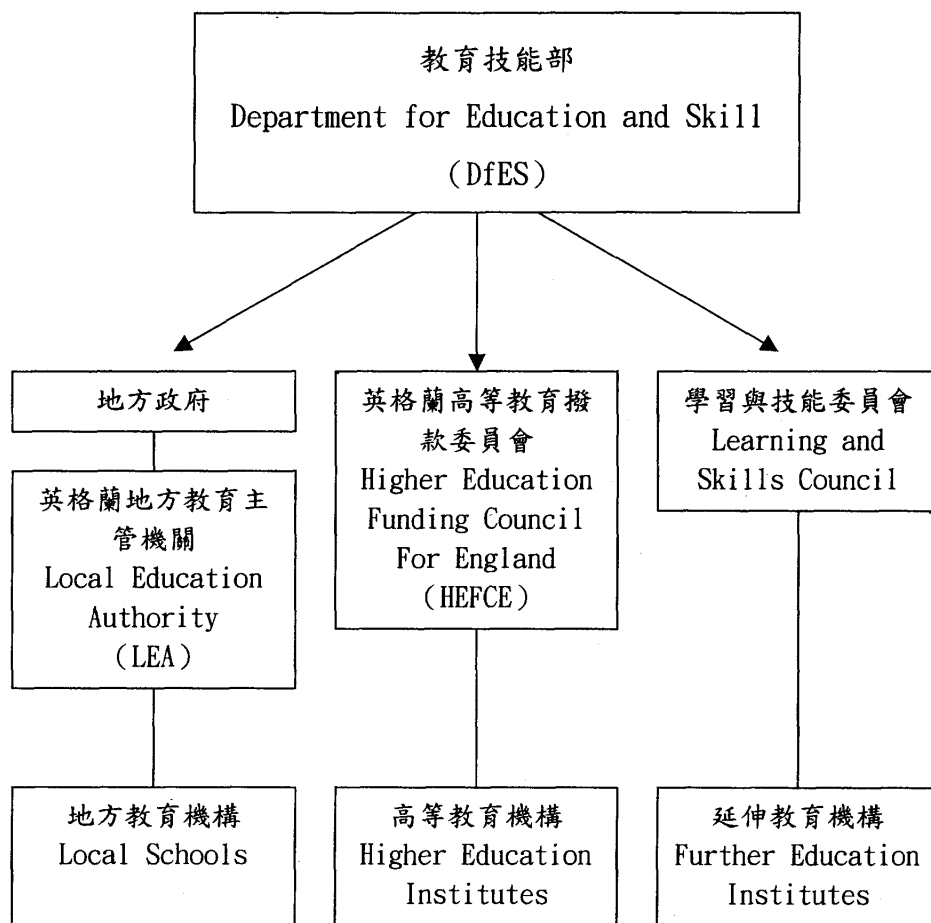 教育技能部
Department for Education and Skill
(DfES)
地方政府
英格蘭地方教育主
管機關
Local Education
Authority
(LEA)
地方教育機構
Local Schools
英格蘭高等教育撥
款委員會
Higher Education
Funding Council
For England
(HEFCE)
高等教育機構
Higher Education
Institutes
學習與技能委員會
Learning and
Skills Council
延伸教育機構
Further Education
Institutes